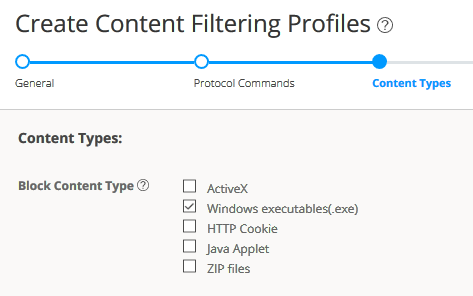 Create Content Filtering Profiles ?
General
Protocol Commands
Content Types
Content Types:
Block Content Type ?
ActiveX
Windows executables(.exe)
HTTP Cookie
Java Applet
ZIP files